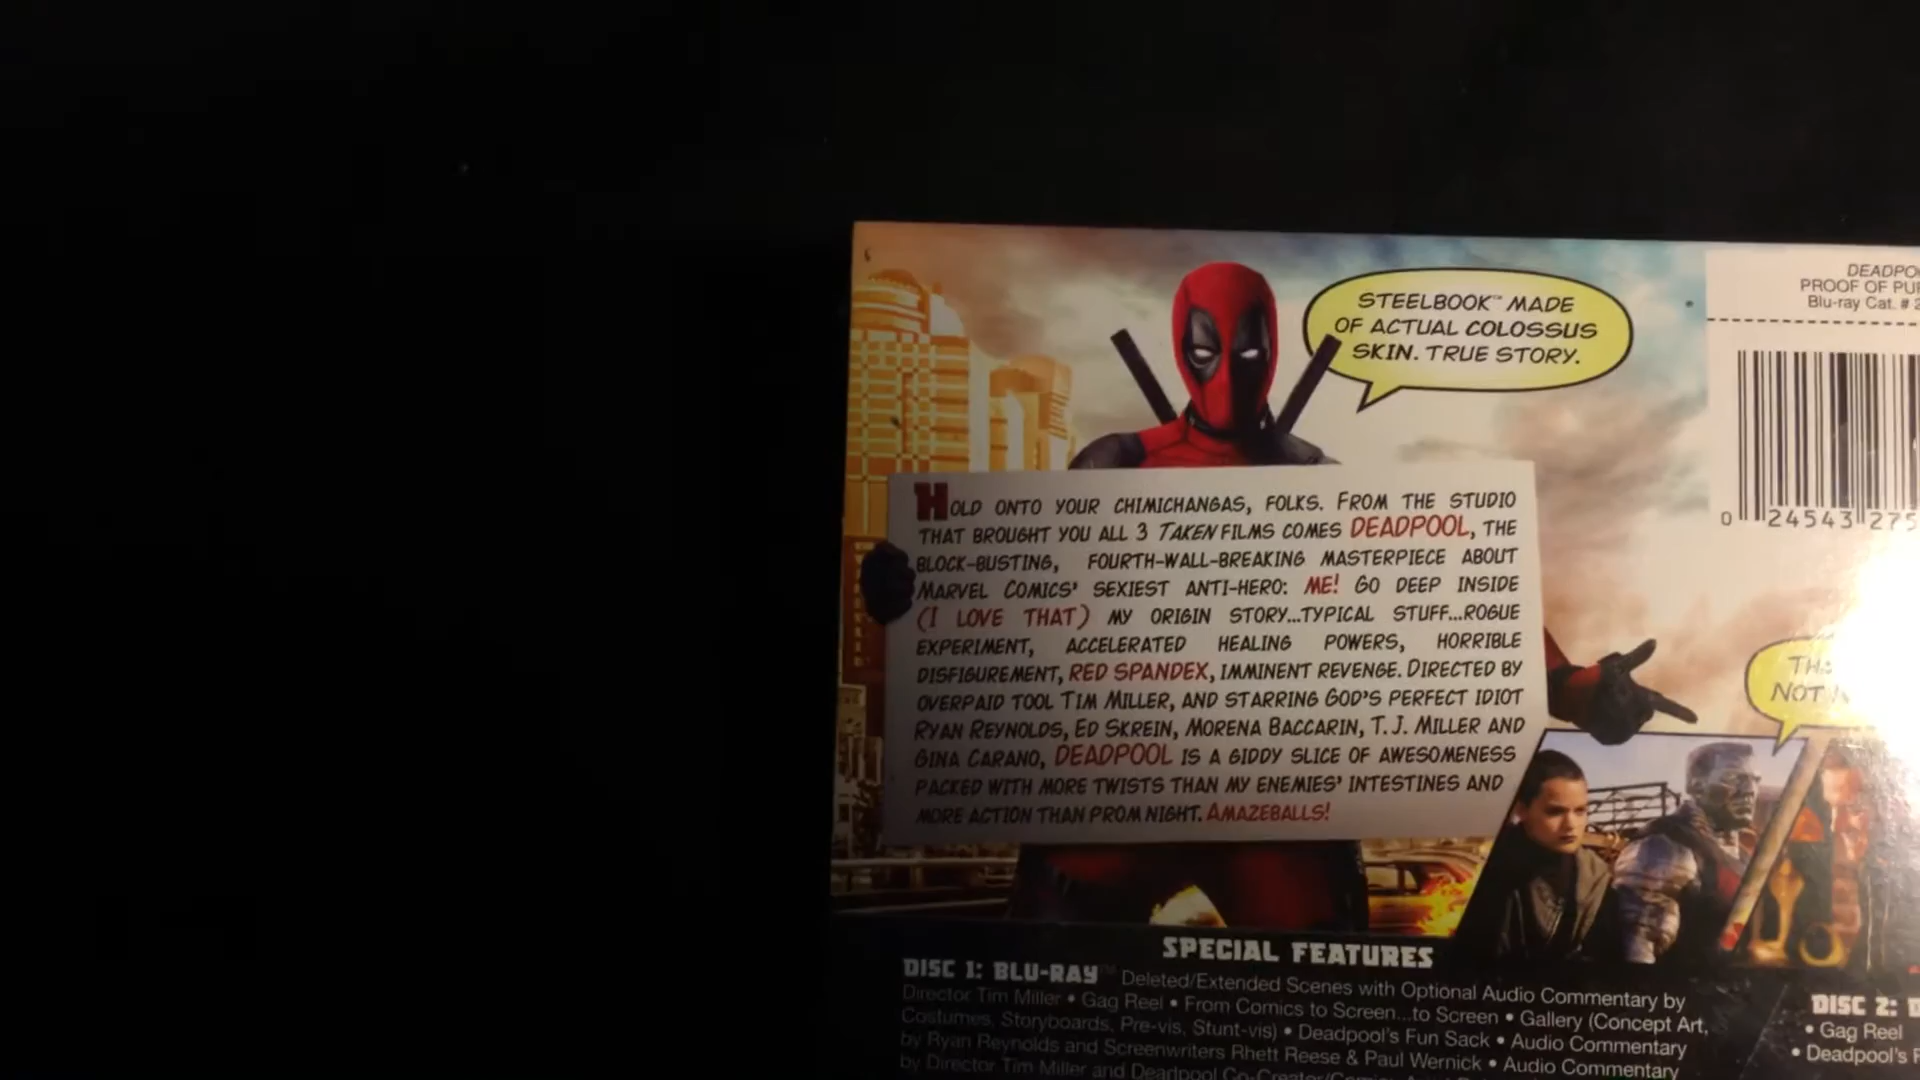 STEELBOOK™ MADE
OF ACTUAL COLOSSUS
SKIN. TRUE STORY.
DEADPO
PROOF OF PUR
Blu-ray Cat. #
0 24543 275
HOLD ONTO YOUR CHIMICHANGAS, FOLKS. FROM THE STUDIO
THAT BROUGHT YOU ALL 3 TAKEN FILMS COMES DEADPOOL, THE
BLOCK-BUSTING, FOURTH-WALL-BREAKING MASTERPIECE ABOUT
MARVEL COMICS' SEXIEST ANTI-HERO: ME! GO DEEP INSIDE
(I LOVE THAT) MY ORIGIN STORY...TYPICAL STUFF...ROGUE
EXPERIMENT, ACCELERATED HEALING POWERS, HORRIBLE
DISFIGUREMENT, RED SPANDEX, IMMINENT REVENGE. DIRECTED BY
OVERPAID TOOL TIM MILLER, AND STARRING GOD'S PERFECT IDIOT
RYAN REYNOLDS, ED SKREIN, MORENA BACCARIN, T.J. MILLER AND
GINA CARANO, DEADPOOL IS A GIDDY SLICE OF AWESOMENESS
PACKED WITH MORE TWISTS THAN MY ENEMIES' INTESTINES AND
MORE ACTION THAN PROM NIGHT. AMAZEBALLS!
NOT
SPECIAL FEATURES
DISC 1: BLU-RAY™ Deleted/Extended Scenes with Optional Audio Commentary by
Director Tim Miller • Gag Reel • From Comics to Screen...to Screen • Gallery (Concept Art,
Costumes, Storyboards, Pre-vis, Stunt-vis) • Deadpool's Fun Sack • Audio Commentary
by Ryan Reynolds and Screenwriters Rhett Reese & Paul Wernick • Audio Commentary
by Director Tim Miller and Deadpool Co-Creator/Comic
DISC 2: D
• Gag Reel
• Deadpool's F